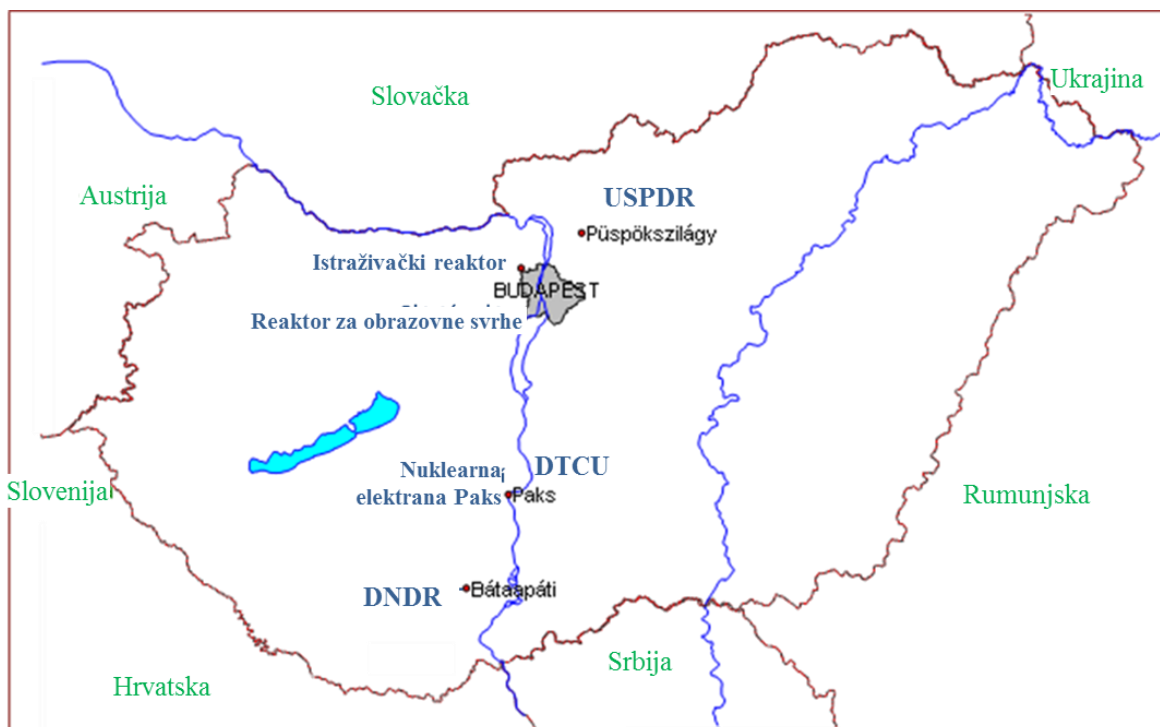 Slovačka
Ukrajina
Austrija
USPDR
Püspökszilágy
Istraživački reaktor
BUDAPEST
Reaktor za obrazovne svrhe
Nuklearna
elektrana Paks
DTCU
Paks
Slovenija
Rumunjska
DNDR
Bátaapáti
Srbija
Hrvatska